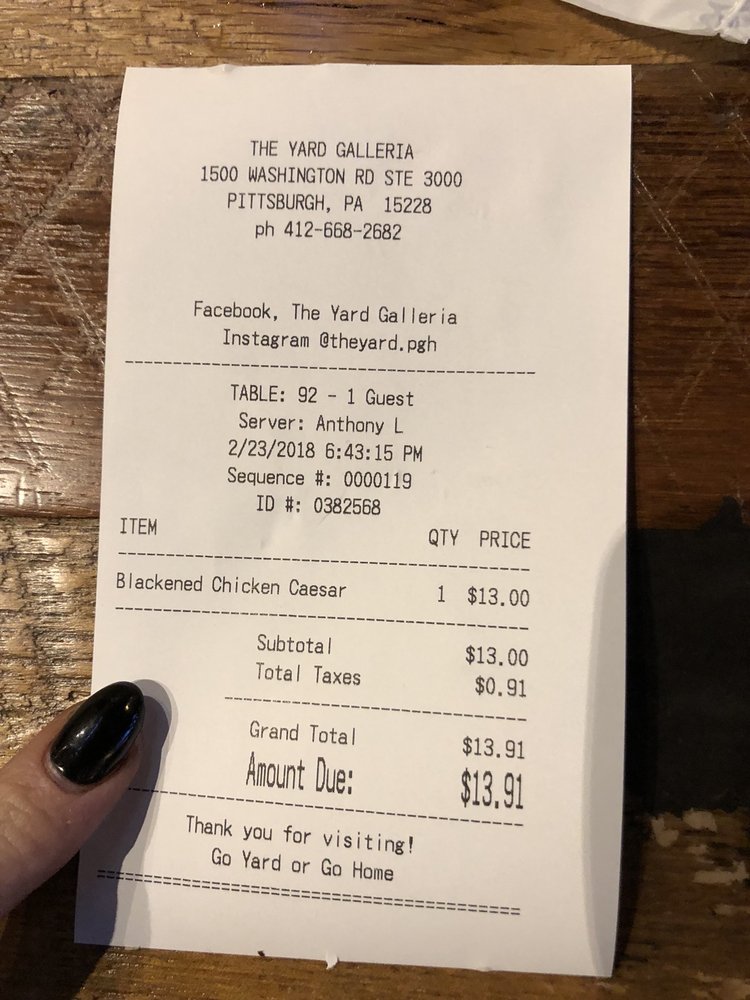 THE YARD GALLERIA
1500 WASHINGTON RD STE 3000
PITTSBURGH, PA 15228
ph 412-668-2682
Facebook, The Yard Galleria
Instagram @theyard.pgh
TABLE: 92 - 1 Guest
Server: Anthony L
2/23/2018 6:43:15 PM
Sequence #: 0000119
ID #: 0382568
ITEM QTY PRICE
Blackened Chicken Caesar 1 $13.00
Subtotal $13.00
Total Taxes $0.91
Grand Total $13.91
Amount Due: $13.91
Thank you for visiting!
Go Yard or Go Home